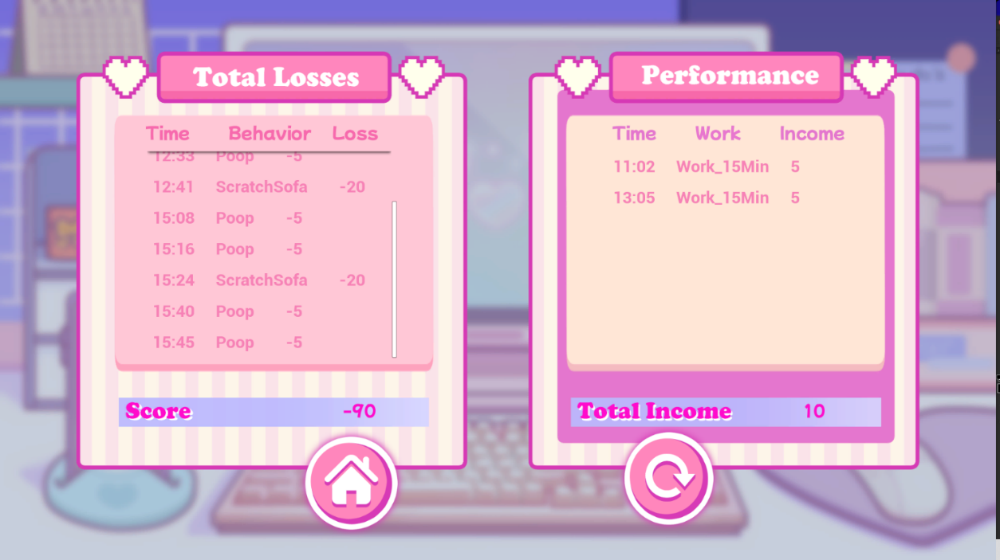 Total Losses
Time Behavior Loss
12:33 Poop -5
12:41 ScratchSofa -20
15:08 Poop -5
15:16 Poop -5
15:24 ScratchSofa -20
15:40 Poop -5
15:45 Poop -5
Score -90
Performance
Time Work Income
11:02 Work_15Min 5
13:05 Work_15Min 5
Total Income 10